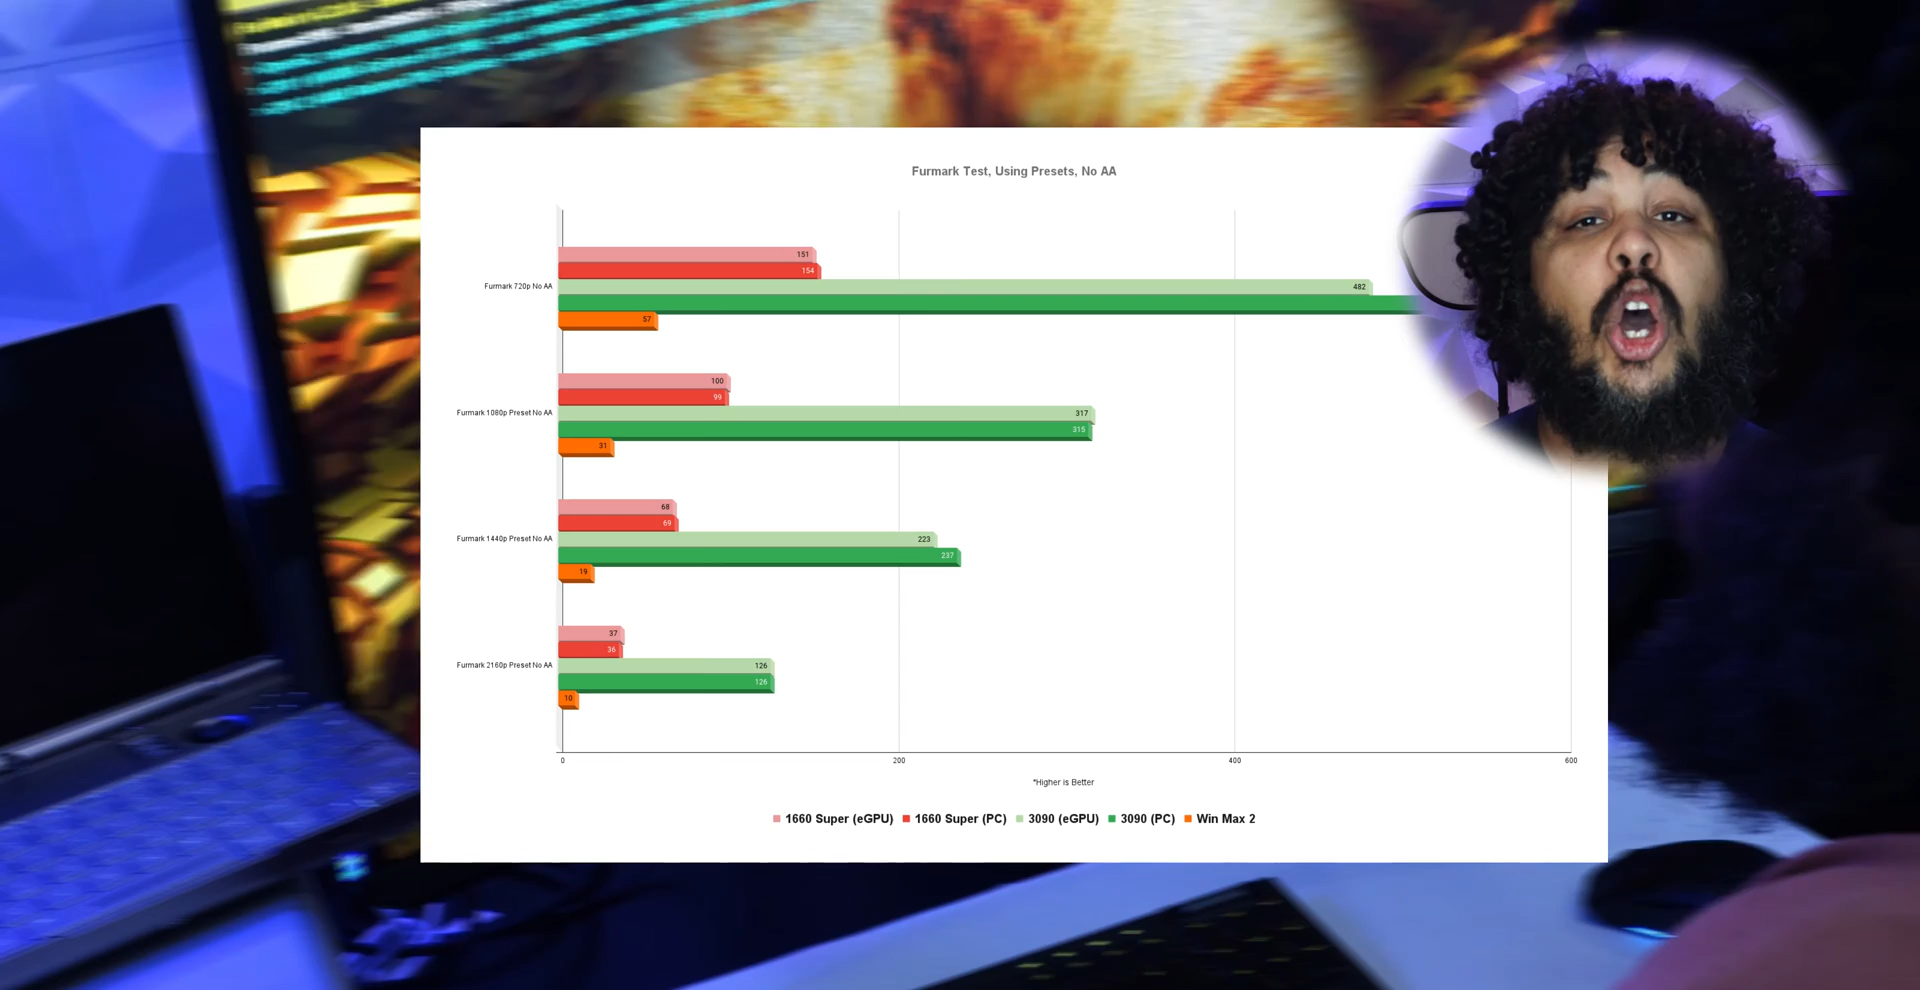 Furmark Test, Using Presets, No AA
151
154
Furmark 720p No AA
482
57
100
99
Furmark 1080p Preset No AA
317
315
31
68
69
Furmark 1440p Preset No AA
223
237
19
37
36
Furmark 2160p Preset No AA
126
126
10
0 200 400 600
*Higher is Better
1660 Super (eGPU) 1660 Super (PC) 3090 (eGPU) 3090 (PC) Win Max 2